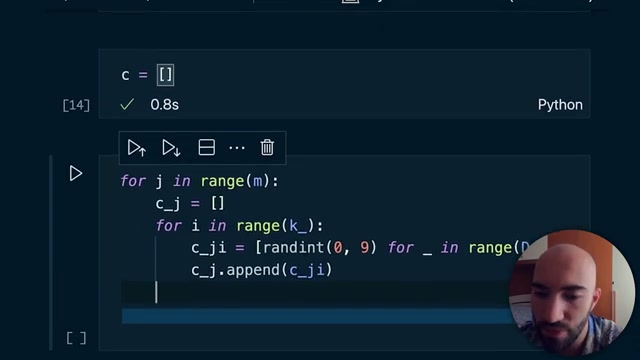 c = []
[14]
0.8s
Python
for j in range(m):
c_j = []
for i in range(k_):
c_ji = [randint(0, 9) for _ in range(D
c_j.append(c_ji)
[ ]